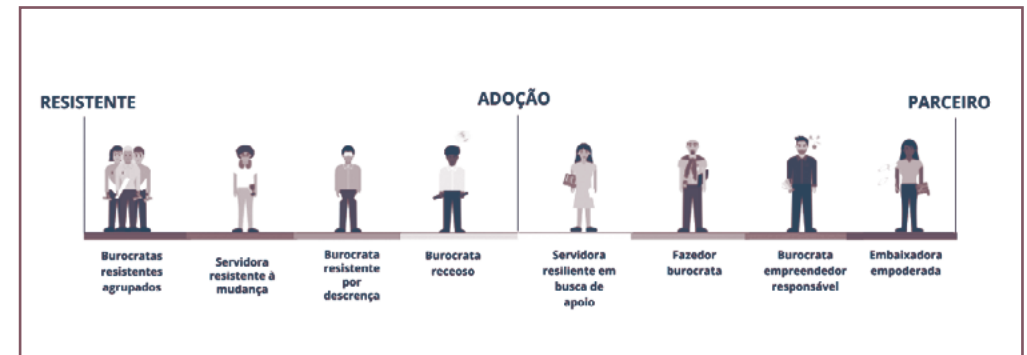 RESISTENTE
ADOÇÃO
PARCEIRO
Burocratas
resistentes
agrupados
Servidora
resistente à
mudança
Burocrata
resistente
por
descrença
Burocrata
receoso
Servidora
resiliente em
busca de
apoio
Fazedor
burocrata
Burocrata
empreendedor
responsável
Embaixadora
empoderada